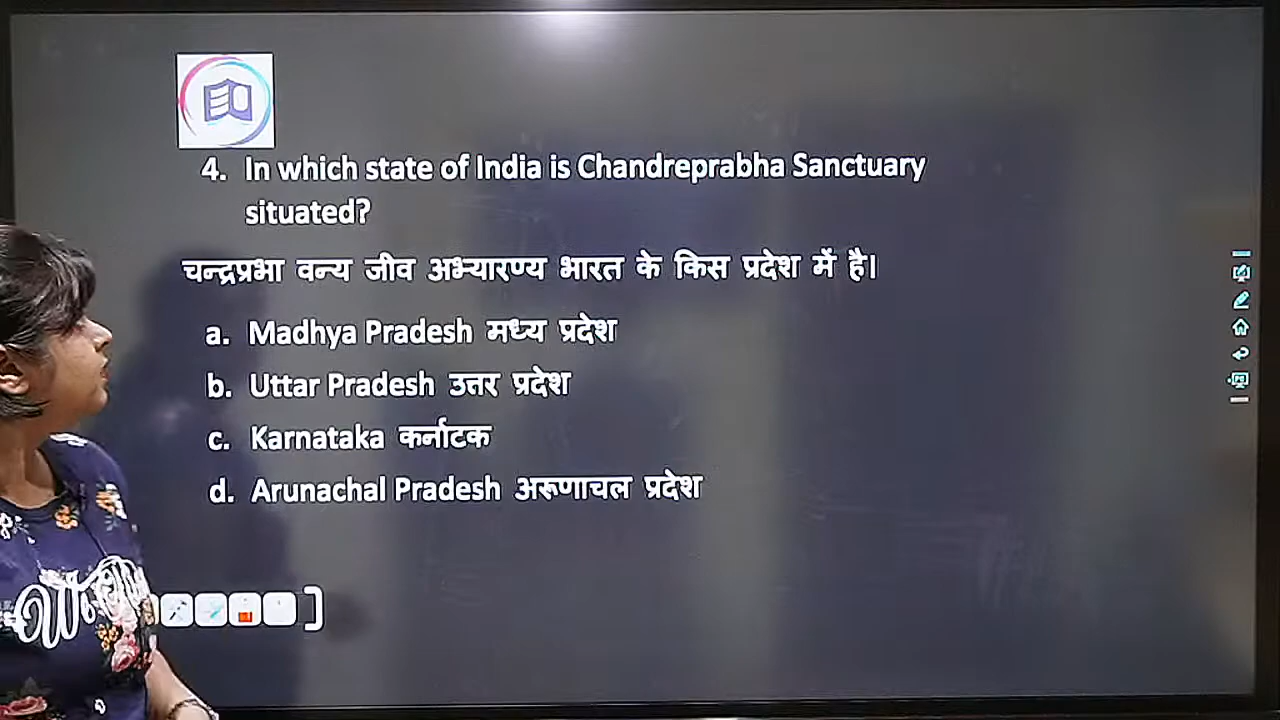 4. In which state of India is Chandreprabha Sanctuary
situated?
चन्द्रप्रभा वन्य जीव अभ्यारण्य भारत के किस प्रदेश में है।
a. Madhya Pradesh मध्य प्रदेश
b. Uttar Pradesh उत्तर प्रदेश
c. Karnataka कर्नाटक
d. Arunachal Pradesh अरूणाचल प्रदेश